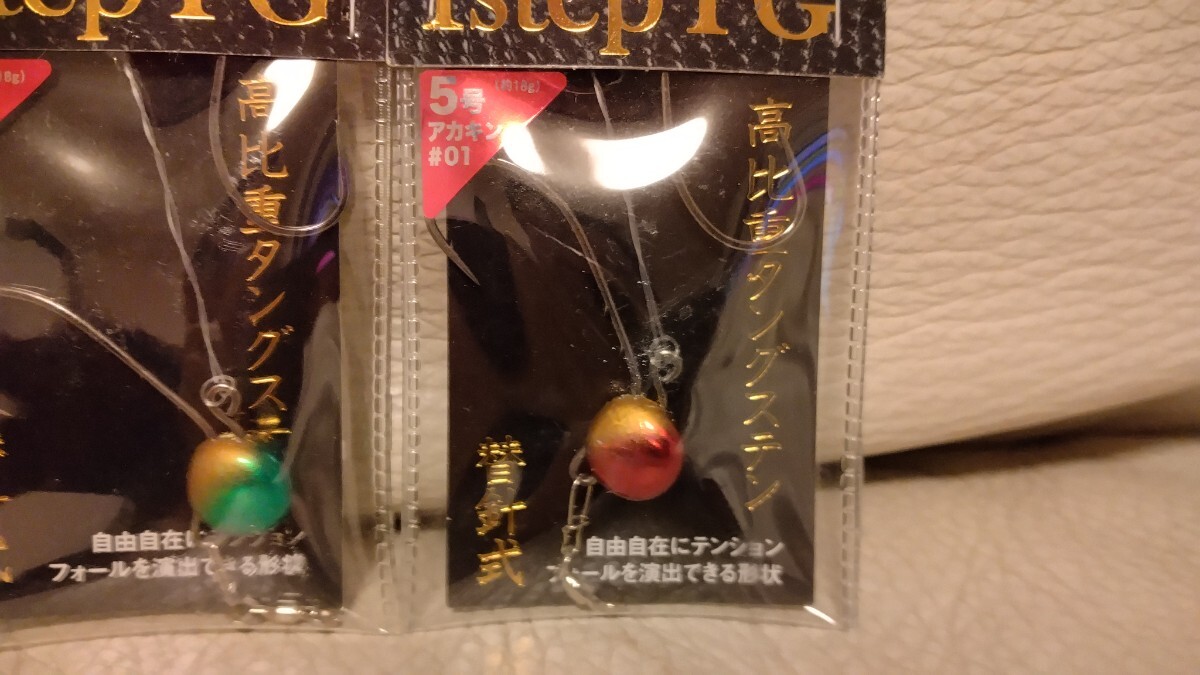 1stepTG
8g)
高比重タングステ
自由自在にテンション
フォールを演出できる形状
1stepTG
5号 (約18g)
アカキン
#01
高比重タングステン
替針式
自由自在にテンション
フォールを演出できる形状